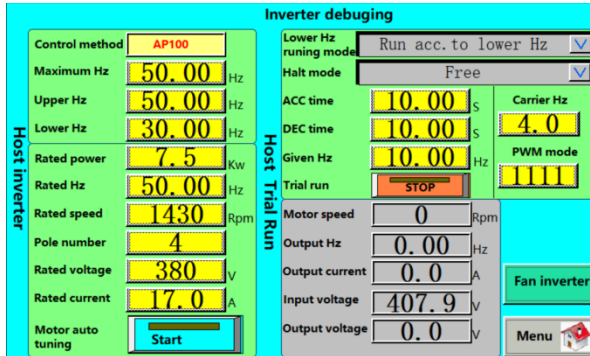 Inverter debuging
Host inverter
Control method AP100
Maximum Hz 50.00 Hz
Upper Hz 50.00 Hz
Lower Hz 30.00 Hz
Rated power 7.5 Kw
Rated Hz 50.00 Hz
Rated speed 1430 Rpm
Pole number 4
Rated voltage 380 V
Rated current 17.0 A
Motor auto
tuning
Start
Host Trial Run
Lower Hz
runing mode
Run acc.to lower Hz
Halt mode Free
ACC time 10.00 S
DEC time 10.00 S
Given Hz 10.00 Hz
Trial run STOP
Carrier Hz
4.0
PWM mode
1111
Motor speed 0 Rpm
Output Hz 0.00 Hz
Output current 0.0 A
Input voltage 407.9 V
Output voltage 0.0 V
Fan inverter
Menu